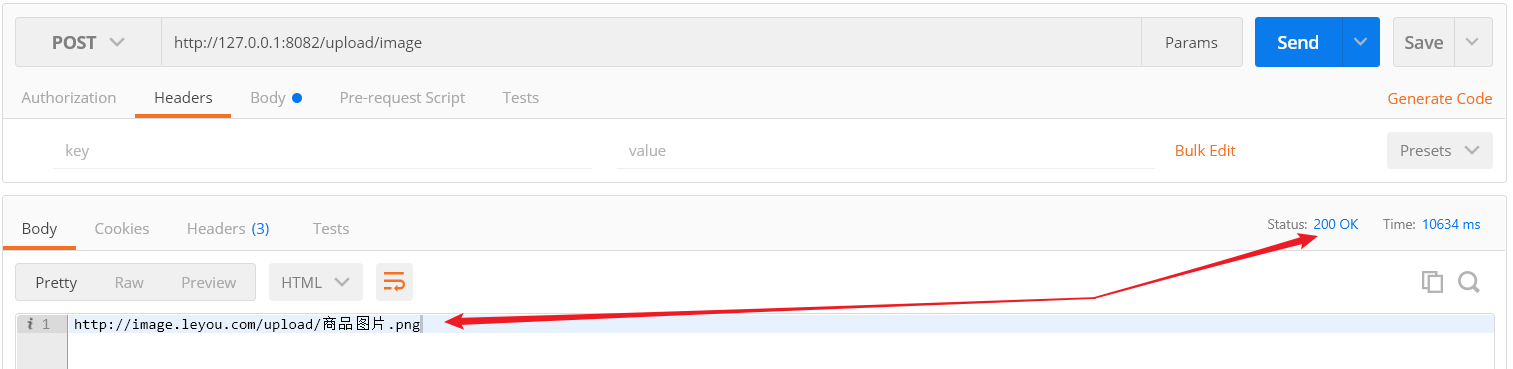 POST http://127.0.0.1:8082/upload/image Params Send Save
Authorization Headers Body Pre-request Script Tests Generate Code
key value Bulk Edit Presets
Body Cookies Headers (3) Tests Status: 200 OK Time: 10634 ms
Pretty Raw Preview HTML
i 1 http://image.leyou.com/upload/商品图片.png